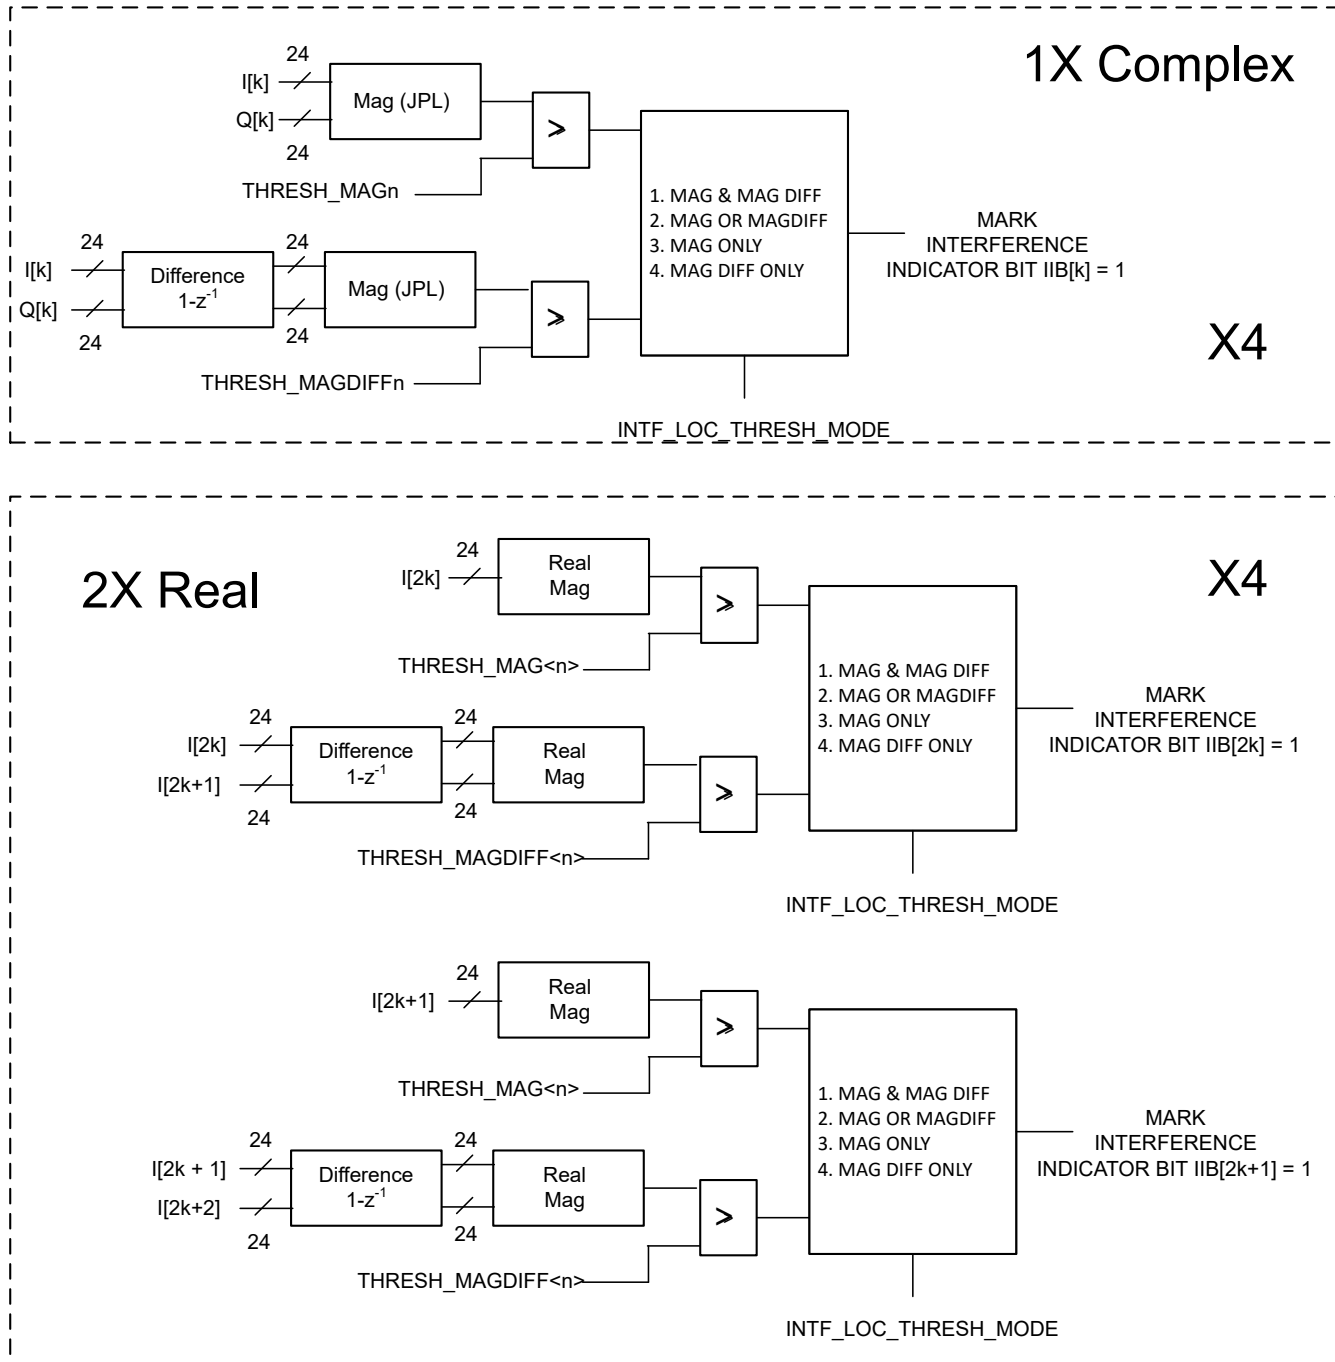 1X Complex
24
I[k]
Q[k]
24
Mag (JPL)
>
THRESH_MAGn
24
I[k]
Q[k]
24
Difference
1-z-1
24
24
Mag (JPL)
≥
THRESH_MAGDIFFn
1. MAG & MAG DIFF
2. MAG OR MAGDIFF
3. MAG ONLY
4. MAG DIFF ONLY
MARK
INTERFERENCE
INDICATOR BIT IIB[k] = 1
X4
INTF_LOC_THRESH_MODE
2X Real
X4
24
I[2k]
Real
Mag
≥
THRESH_MAG<n>
24
I[2k]
I[2k+1]
24
Difference
1-z-1
24
24
Real
Mag
≥
THRESH_MAGDIFF<n>
1. MAG & MAG DIFF
2. MAG OR MAGDIFF
3. MAG ONLY
4. MAG DIFF ONLY
MARK
INTERFERENCE
INDICATOR BIT IIB[2k] = 1
INTF_LOC_THRESH_MODE
24
I[2k+1]
Real
Mag
≥
THRESH_MAG<n>
24
I[2k + 1]
I[2k+2]
24
Difference
1-z-1
24
24
Real
Mag
≥
THRESH_MAGDIFF<n>
1. MAG & MAG DIFF
2. MAG OR MAGDIFF
3. MAG ONLY
4. MAG DIFF ONLY
MARK
INTERFERENCE
INDICATOR BIT IIB[2k+1] = 1
INTF_LOC_THRESH_MODE